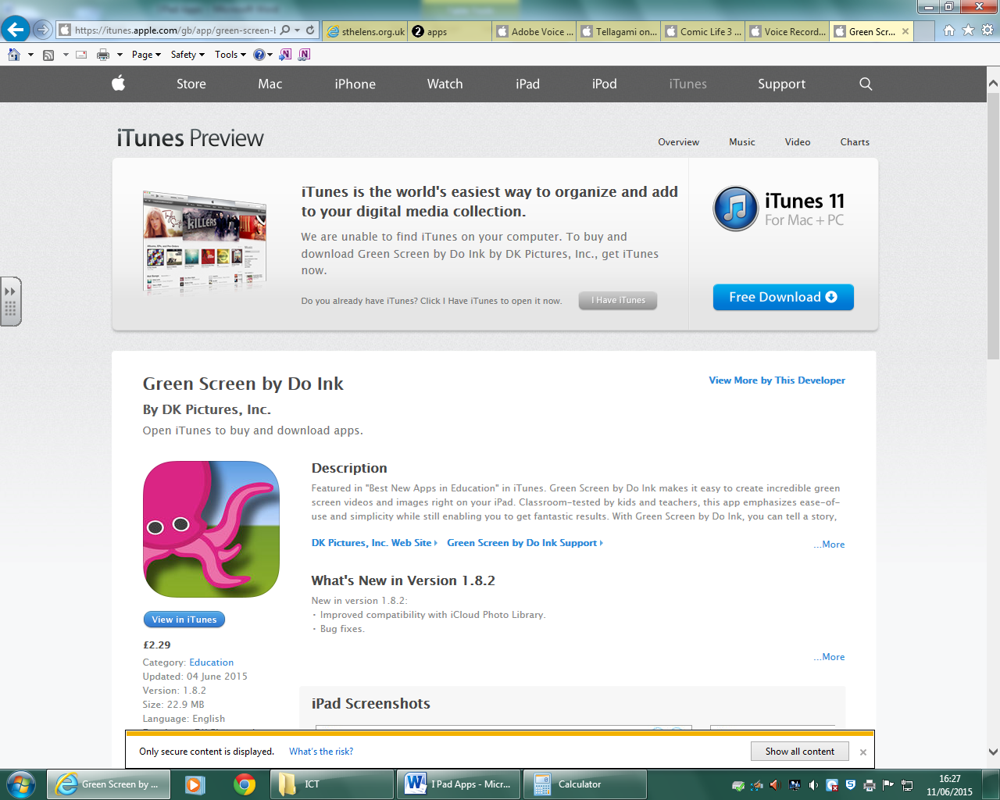 https://itunes.apple.com/gb/app/green-screen-
sthelens.org.uk
2 apps
Adobe Voice ...
Tellagami on...
Comic Life 3 ...
Voice Record...
Green Scr...
Page
Safety
Tools
Store Mac iPhone Watch iPad iPod iTunes Support
iTunes Preview
Overview Music Video Charts
iTunes is the world's easiest way to organize and add
to your digital media collection.
We are unable to find iTunes on your computer. To buy and
download Green Screen by Do Ink by DK Pictures, Inc., get iTunes
now.
Do you already have iTunes? Click I Have iTunes to open it now.
I Have iTunes
KILLERS
iTunes 11
For Mac + PC
Free Download
Green Screen by Do Ink
View More by This Developer
By DK Pictures, Inc.
Open iTunes to buy and download apps.
Description
Featured in "Best New Apps in Education" in iTunes. Green Screen by Do Ink makes it easy to create incredible green
screen videos and images right on your iPad. Classroom-tested by kids and teachers, this app emphasizes ease-of-
use and simplicity while still enabling you to get fantastic results. With Green Screen by Do Ink, you can tell a story,
DK Pictures, Inc. Web Site
Green Screen by Do Ink Support
...More
What's New in Version 1.8.2
New in version 1.8.2:
• Improved compatibility with iCloud Photo Library.
• Bug fixes.
...More
View in iTunes
£2.29
Category: Education
Updated: 04 June 2015
Version: 1.8.2
Size: 22.9 MB
Language: English
iPad Screenshots
Only secure content is displayed.
What's the risk?
Show all content
Green Screen by ...
ICT
I Pad Apps - Micr...
Calculator
16:27
11/06/2015